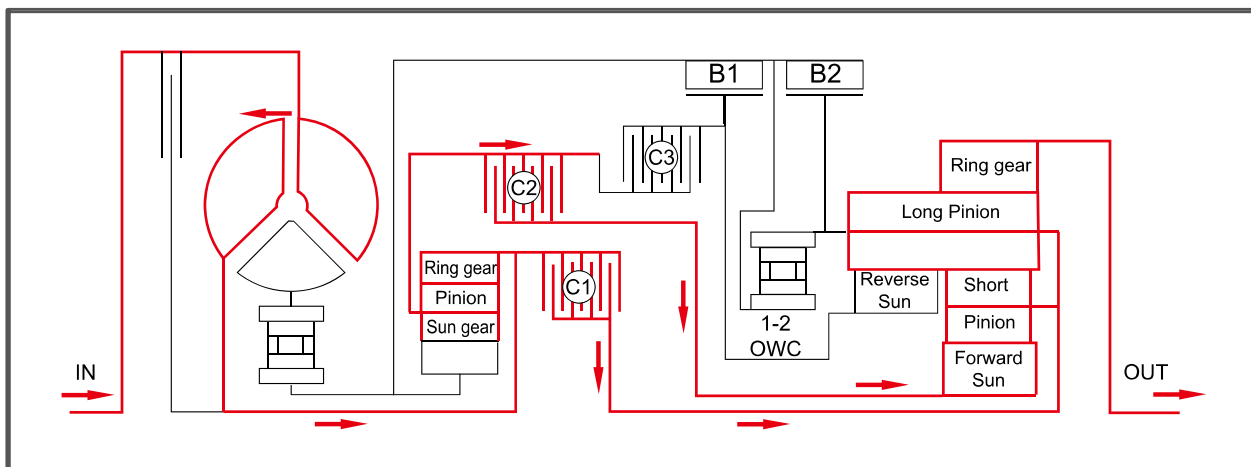 B1
B2
C3
C2
Ring gear
Long Pinion
Ring gear
Pinion
Sun gear
C1
Reverse
Sun
Short
Pinion
1-2
OWC
Forward
Sun
IN
OUT